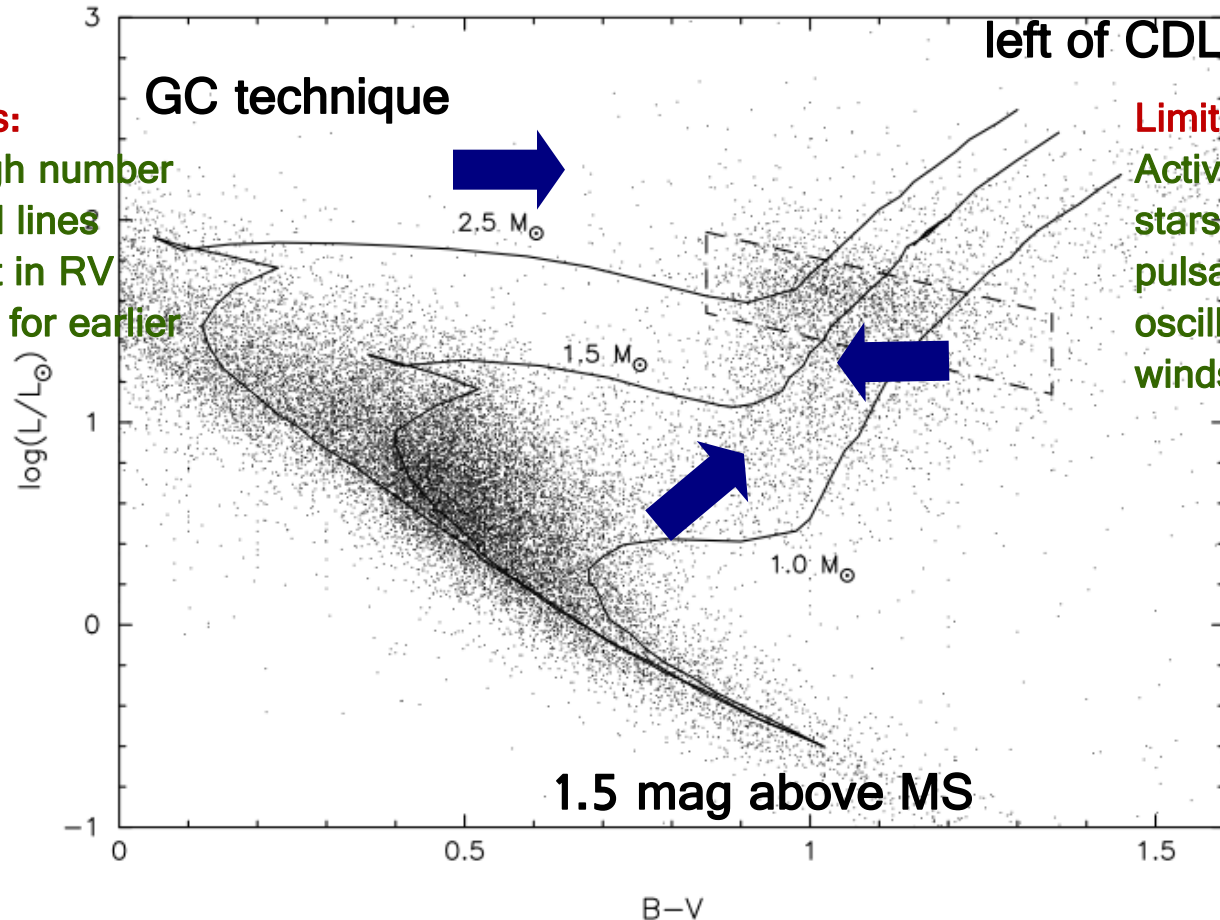 3
left of CDL
GC technique
s:
gh number
l lines
t in RV
for earlier
Limit
Activ
stars
pulsa
oscill
winds
2.5 M☉
1.5 M☉
1.0 M☉
1.5 mag above MS
log(L/L☉)
2
1
0
−1
0
0.5
1
1.5
B−V